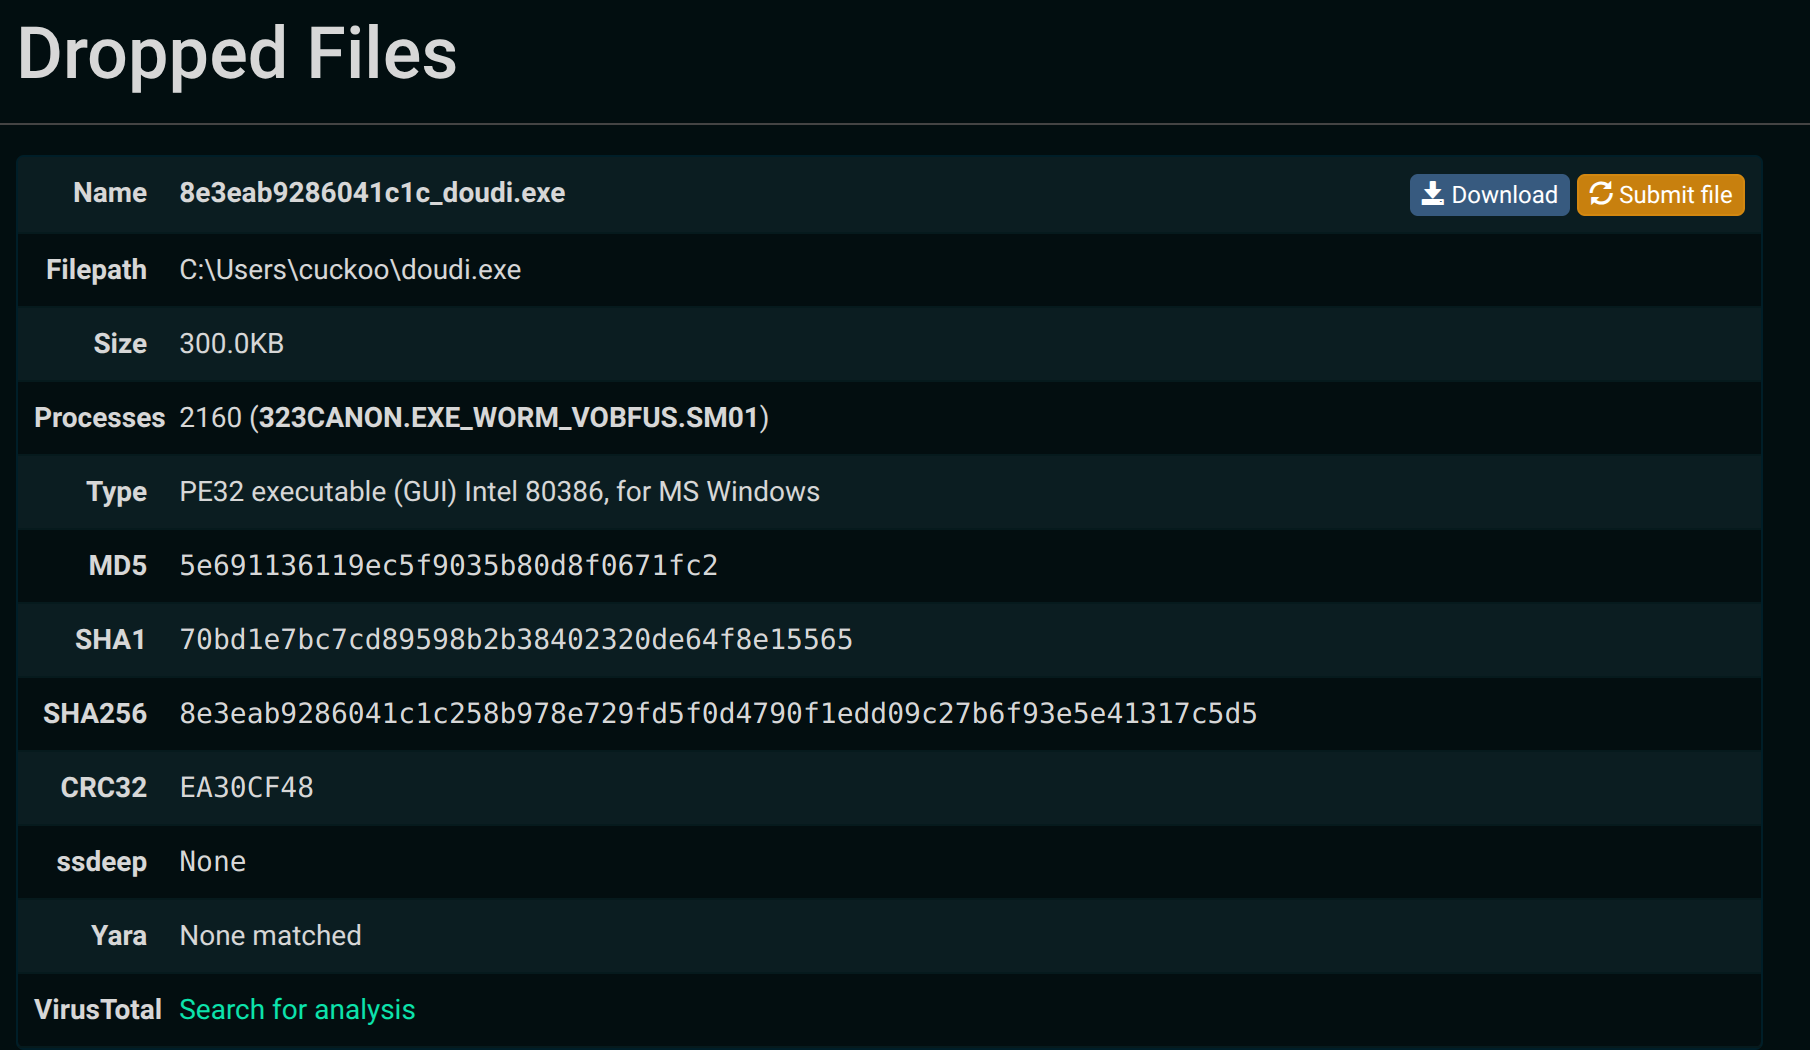 Dropped Files
Name 8e3eab9286041c1c_doudi.exe Download Submit file
Filepath C:\Users\cuckoo\doudi.exe
Size 300.0KB
Processes 2160 (323CANON.EXE_WORM_VOBFUS.SM01)
Type PE32 executable (GUI) Intel 80386, for MS Windows
MD5 5e691136119ec5f9035b80d8f0671fc2
SHA1 70bd1e7bc7cd89598b2b38402320de64f8e15565
SHA256 8e3eab9286041c1c258b978e729fd5f0d4790f1edd09c27b6f93e5e41317c5d5
CRC32 EA30CF48
ssdeep None
Yara None matched
VirusTotal Search for analysis